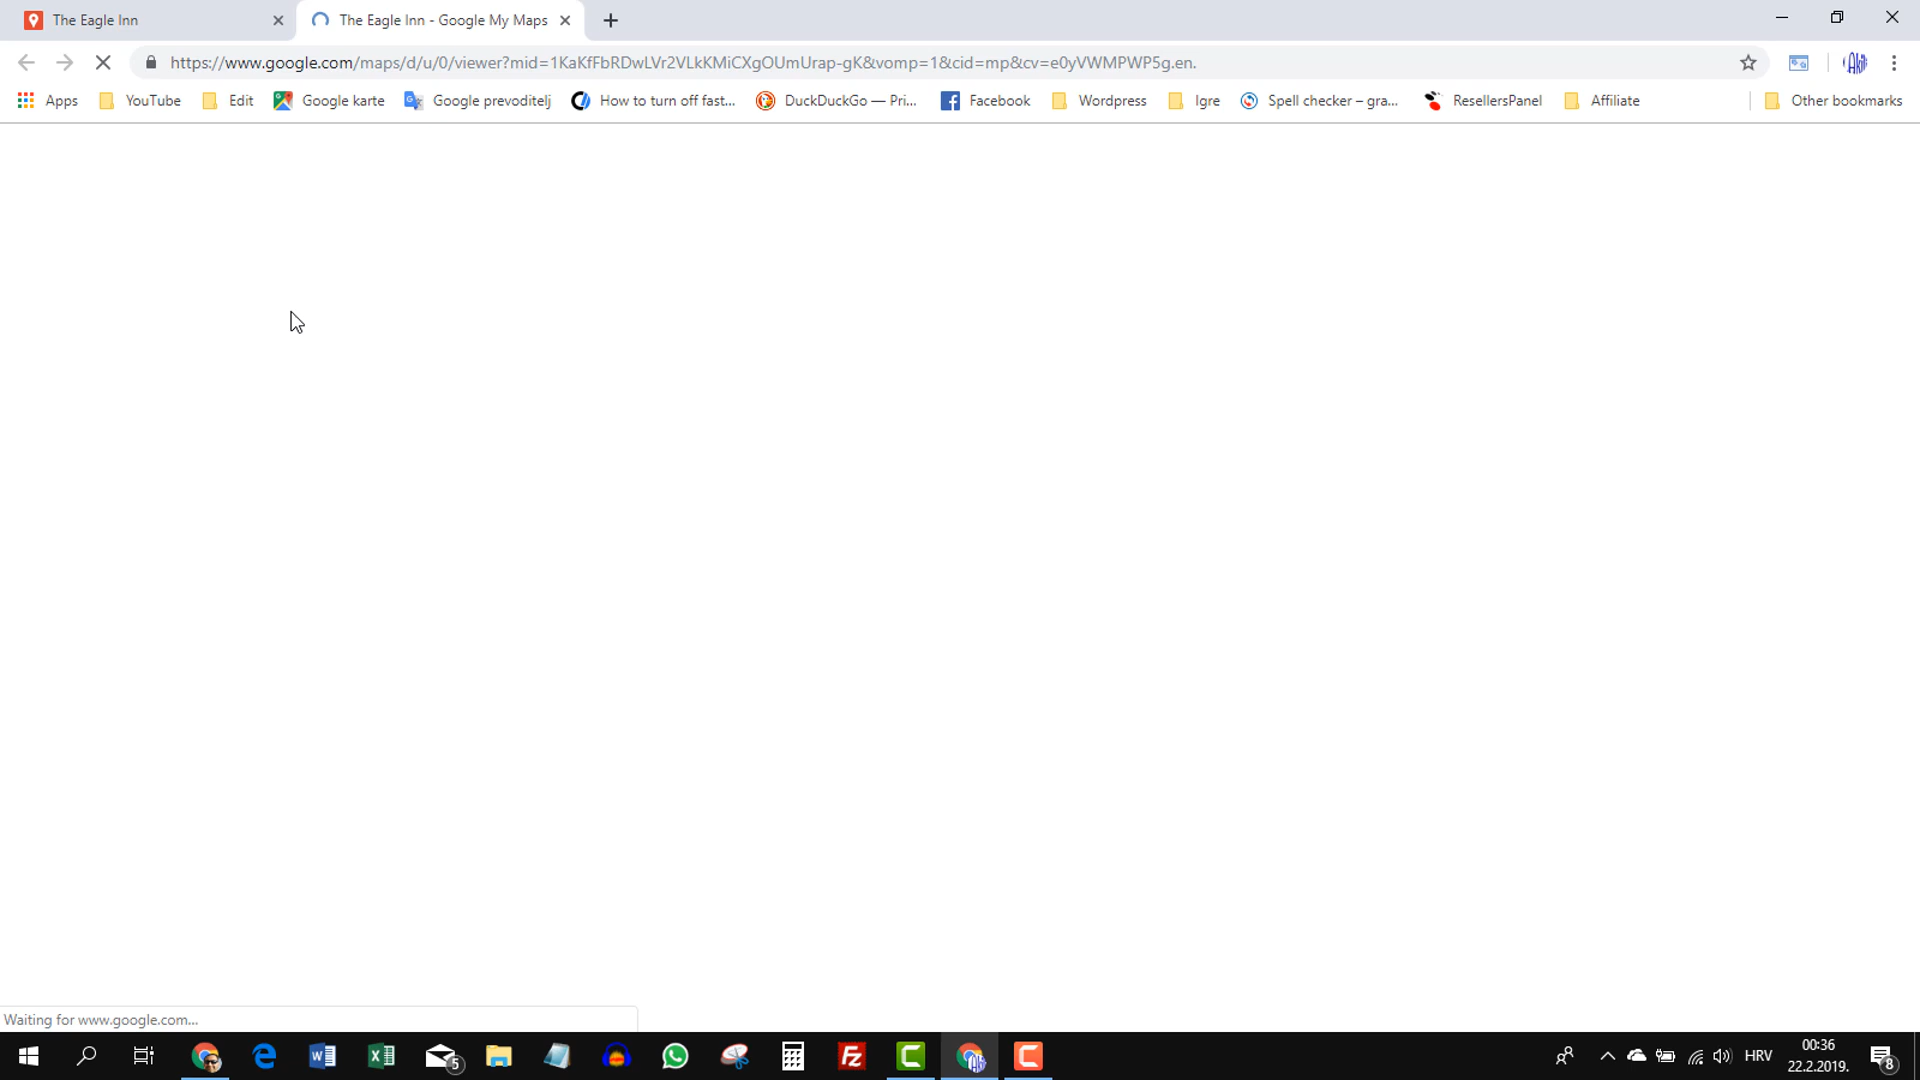 The Eagle Inn
The Eagle Inn - Google My Maps
https://www.google.com/maps/d/u/0/viewer?mid=1KaKfFbRDwLVr2VLkKMiCXgOUmUrap-gK&vomp=1&cid=mp&cv=e0yVWMPWP5g.en.
Apps YouTube Edit Google karte Google prevoditelj How to turn off fast... DuckDuckGo — Pri... Facebook Wordpress Igre Spell checker – gra... ResellersPanel Affiliate Other bookmarks
Waiting for www.google.com...
5
HRV
00:36
22.2.2019.
8